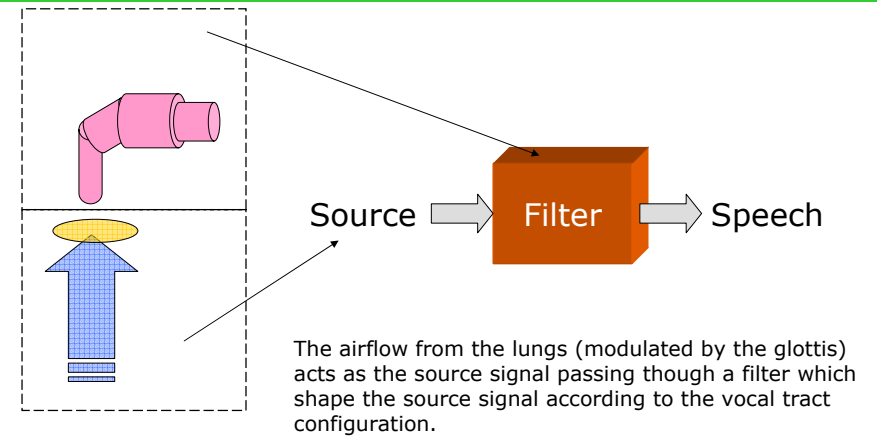 Source
Filter
Speech
The airflow from the lungs (modulated by the glottis)
acts as the source signal passing though a filter which
shape the source signal according to the vocal tract
configuration.